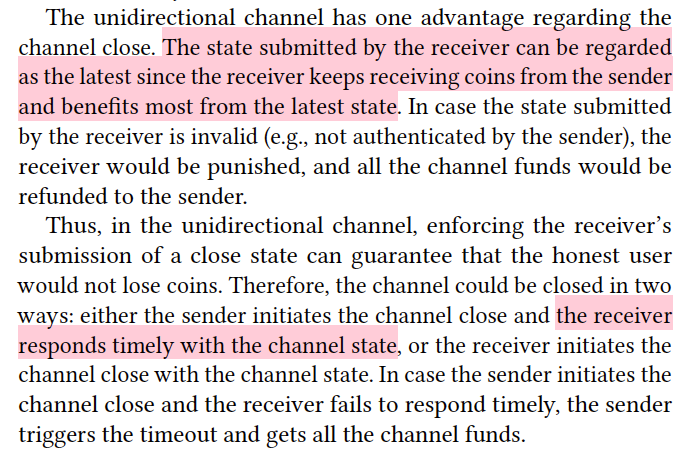 The unidirectional channel has one advantage regarding the
channel close. The state submitted by the receiver can be regarded
as the latest since the receiver keeps receiving coins from the sender
and benefits most from the latest state. In case the state submitted
by the receiver is invalid (e.g., not authenticated by the sender), the
receiver would be punished, and all the channel funds would be
refunded to the sender.
Thus, in the unidirectional channel, enforcing the receiver's
submission of a close state can guarantee that the honest user
would not lose coins. Therefore, the channel could be closed in two
ways: either the sender initiates the channel close and the receiver
responds timely with the channel state, or the receiver initiates the
channel close with the channel state. In case the sender initiates the
channel close and the receiver fails to respond timely, the sender
triggers the timeout and gets all the channel funds.